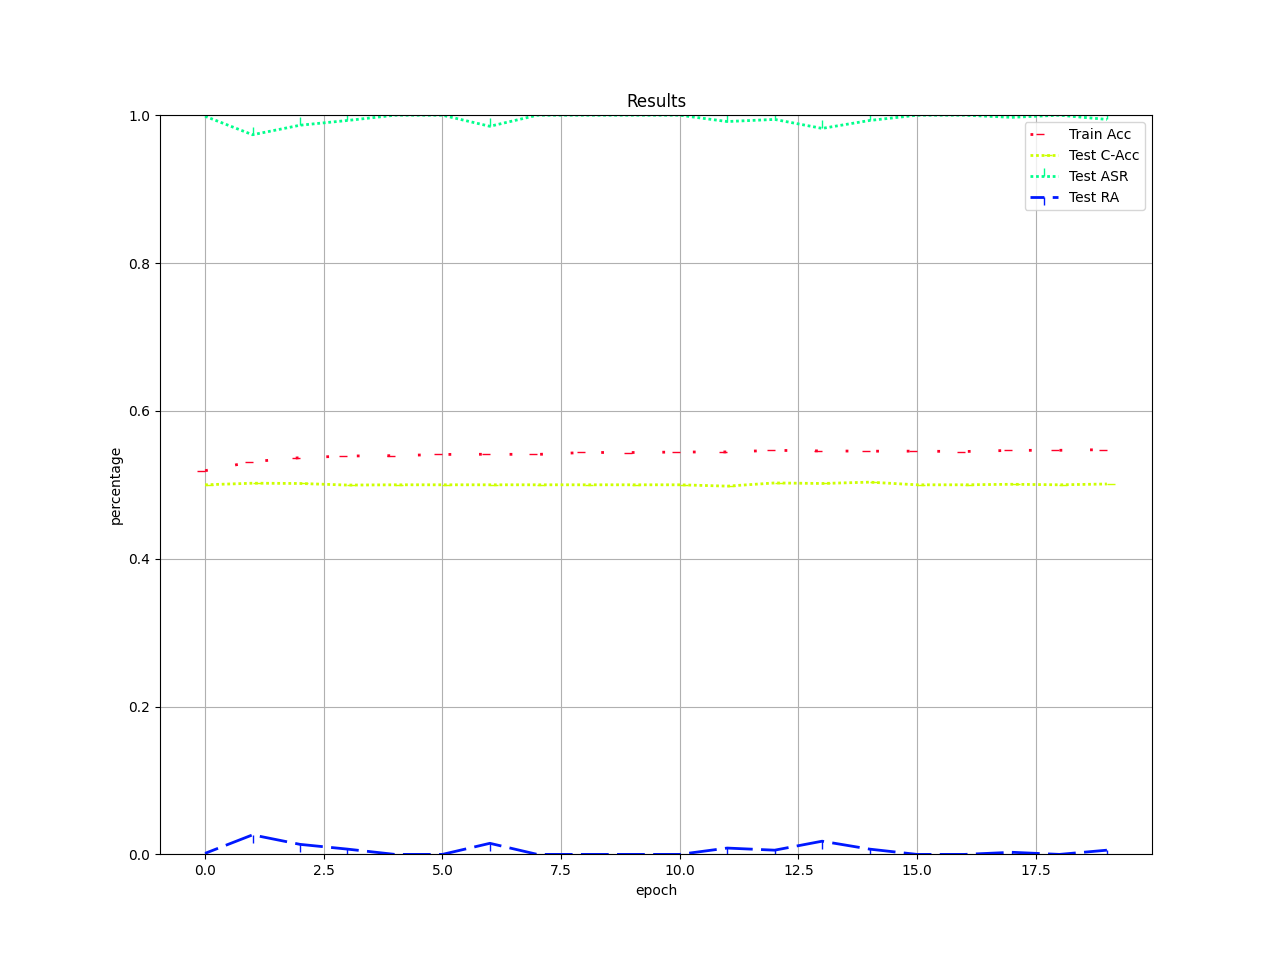 Results
1.0
0.8
0.6
0.4
0.2
0.0
percentage
Train Acc
Test C-Acc
Test ASR
Test RA
0.0 2.5 5.0 7.5 10.0 12.5 15.0 17.5
epoch